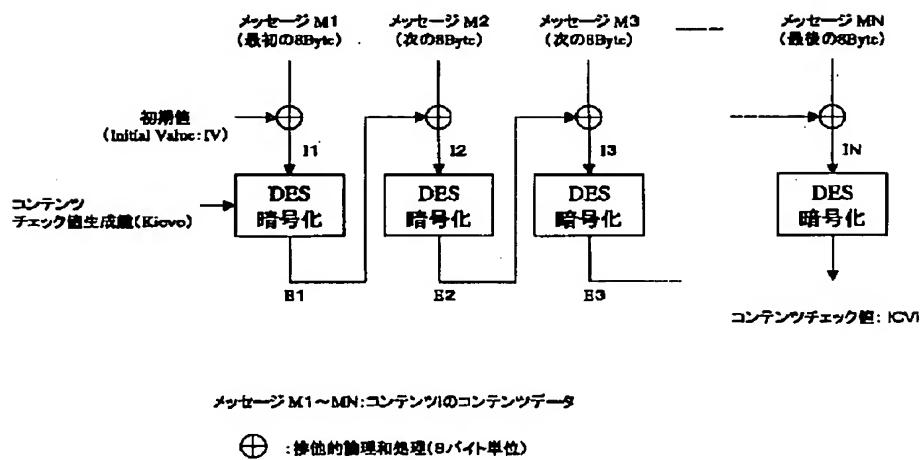 メッセージ M1
(最初の8Byte)
メッセージ M2
(次の8Byte)
メッセージ M3
(次の8Byte)
メッセージ MN
(最後の8Byte)
初期値
(Initial Value:IV)
I1
I2
I3
IN
コンテンツ
チェック値生成鍵(Kicvc)
DES
暗号化
DES
暗号化
DES
暗号化
DES
暗号化
E1
E2
E3
コンテンツチェック値: ICVi
メッセージ M1〜MN:コンテンツiのコンテンツデータ
⊕ :排他的論理和処理(8バイト単位)